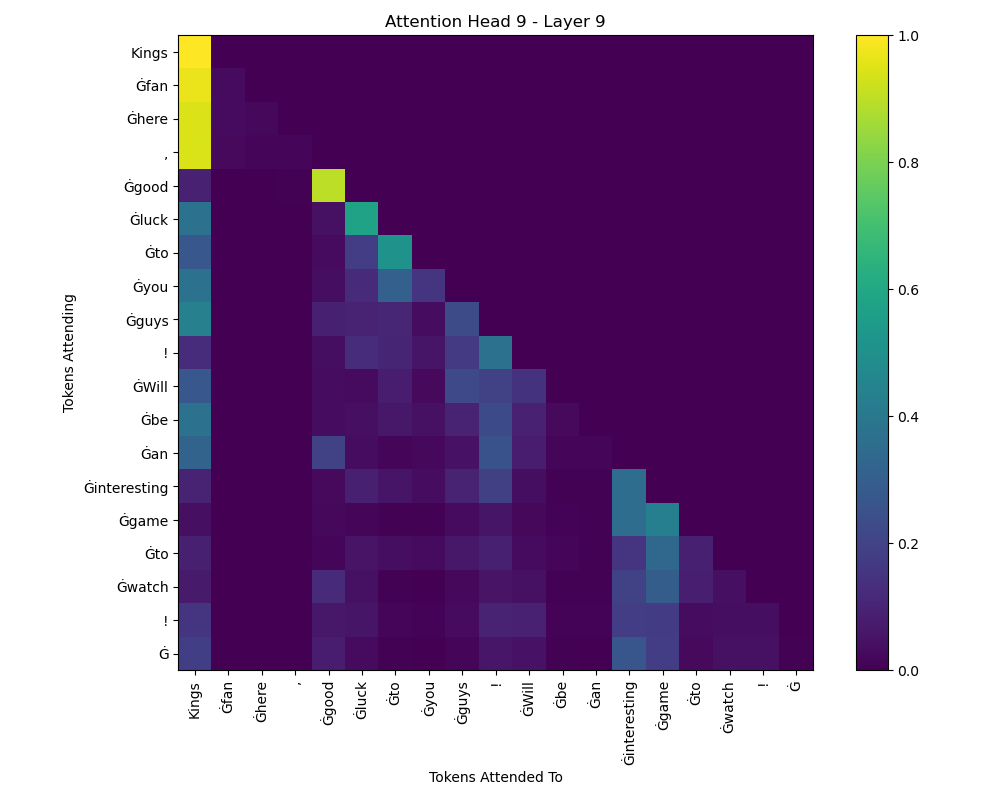 Attention Head 9 - Layer 9
Kings
Ġfan
Ġhere
,
Ġgood
Ġluck
Ġto
Ġyou
Ġguys
!
ĠWill
Ġbe
Ġan
Ġinteresting
Ġgame
Ġto
Ġwatch
!
Ġ
Tokens Attending
Kings
Ġfan
Ġhere
,
Ġgood
Ġluck
Ġto
Ġyou
Ġguys
!
ĠWill
Ġbe
Ġan
Ġinteresting
Ġgame
Ġto
Ġwatch
!
Ġ
Tokens Attended To
1.0
0.8
0.6
0.4
0.2
0.0